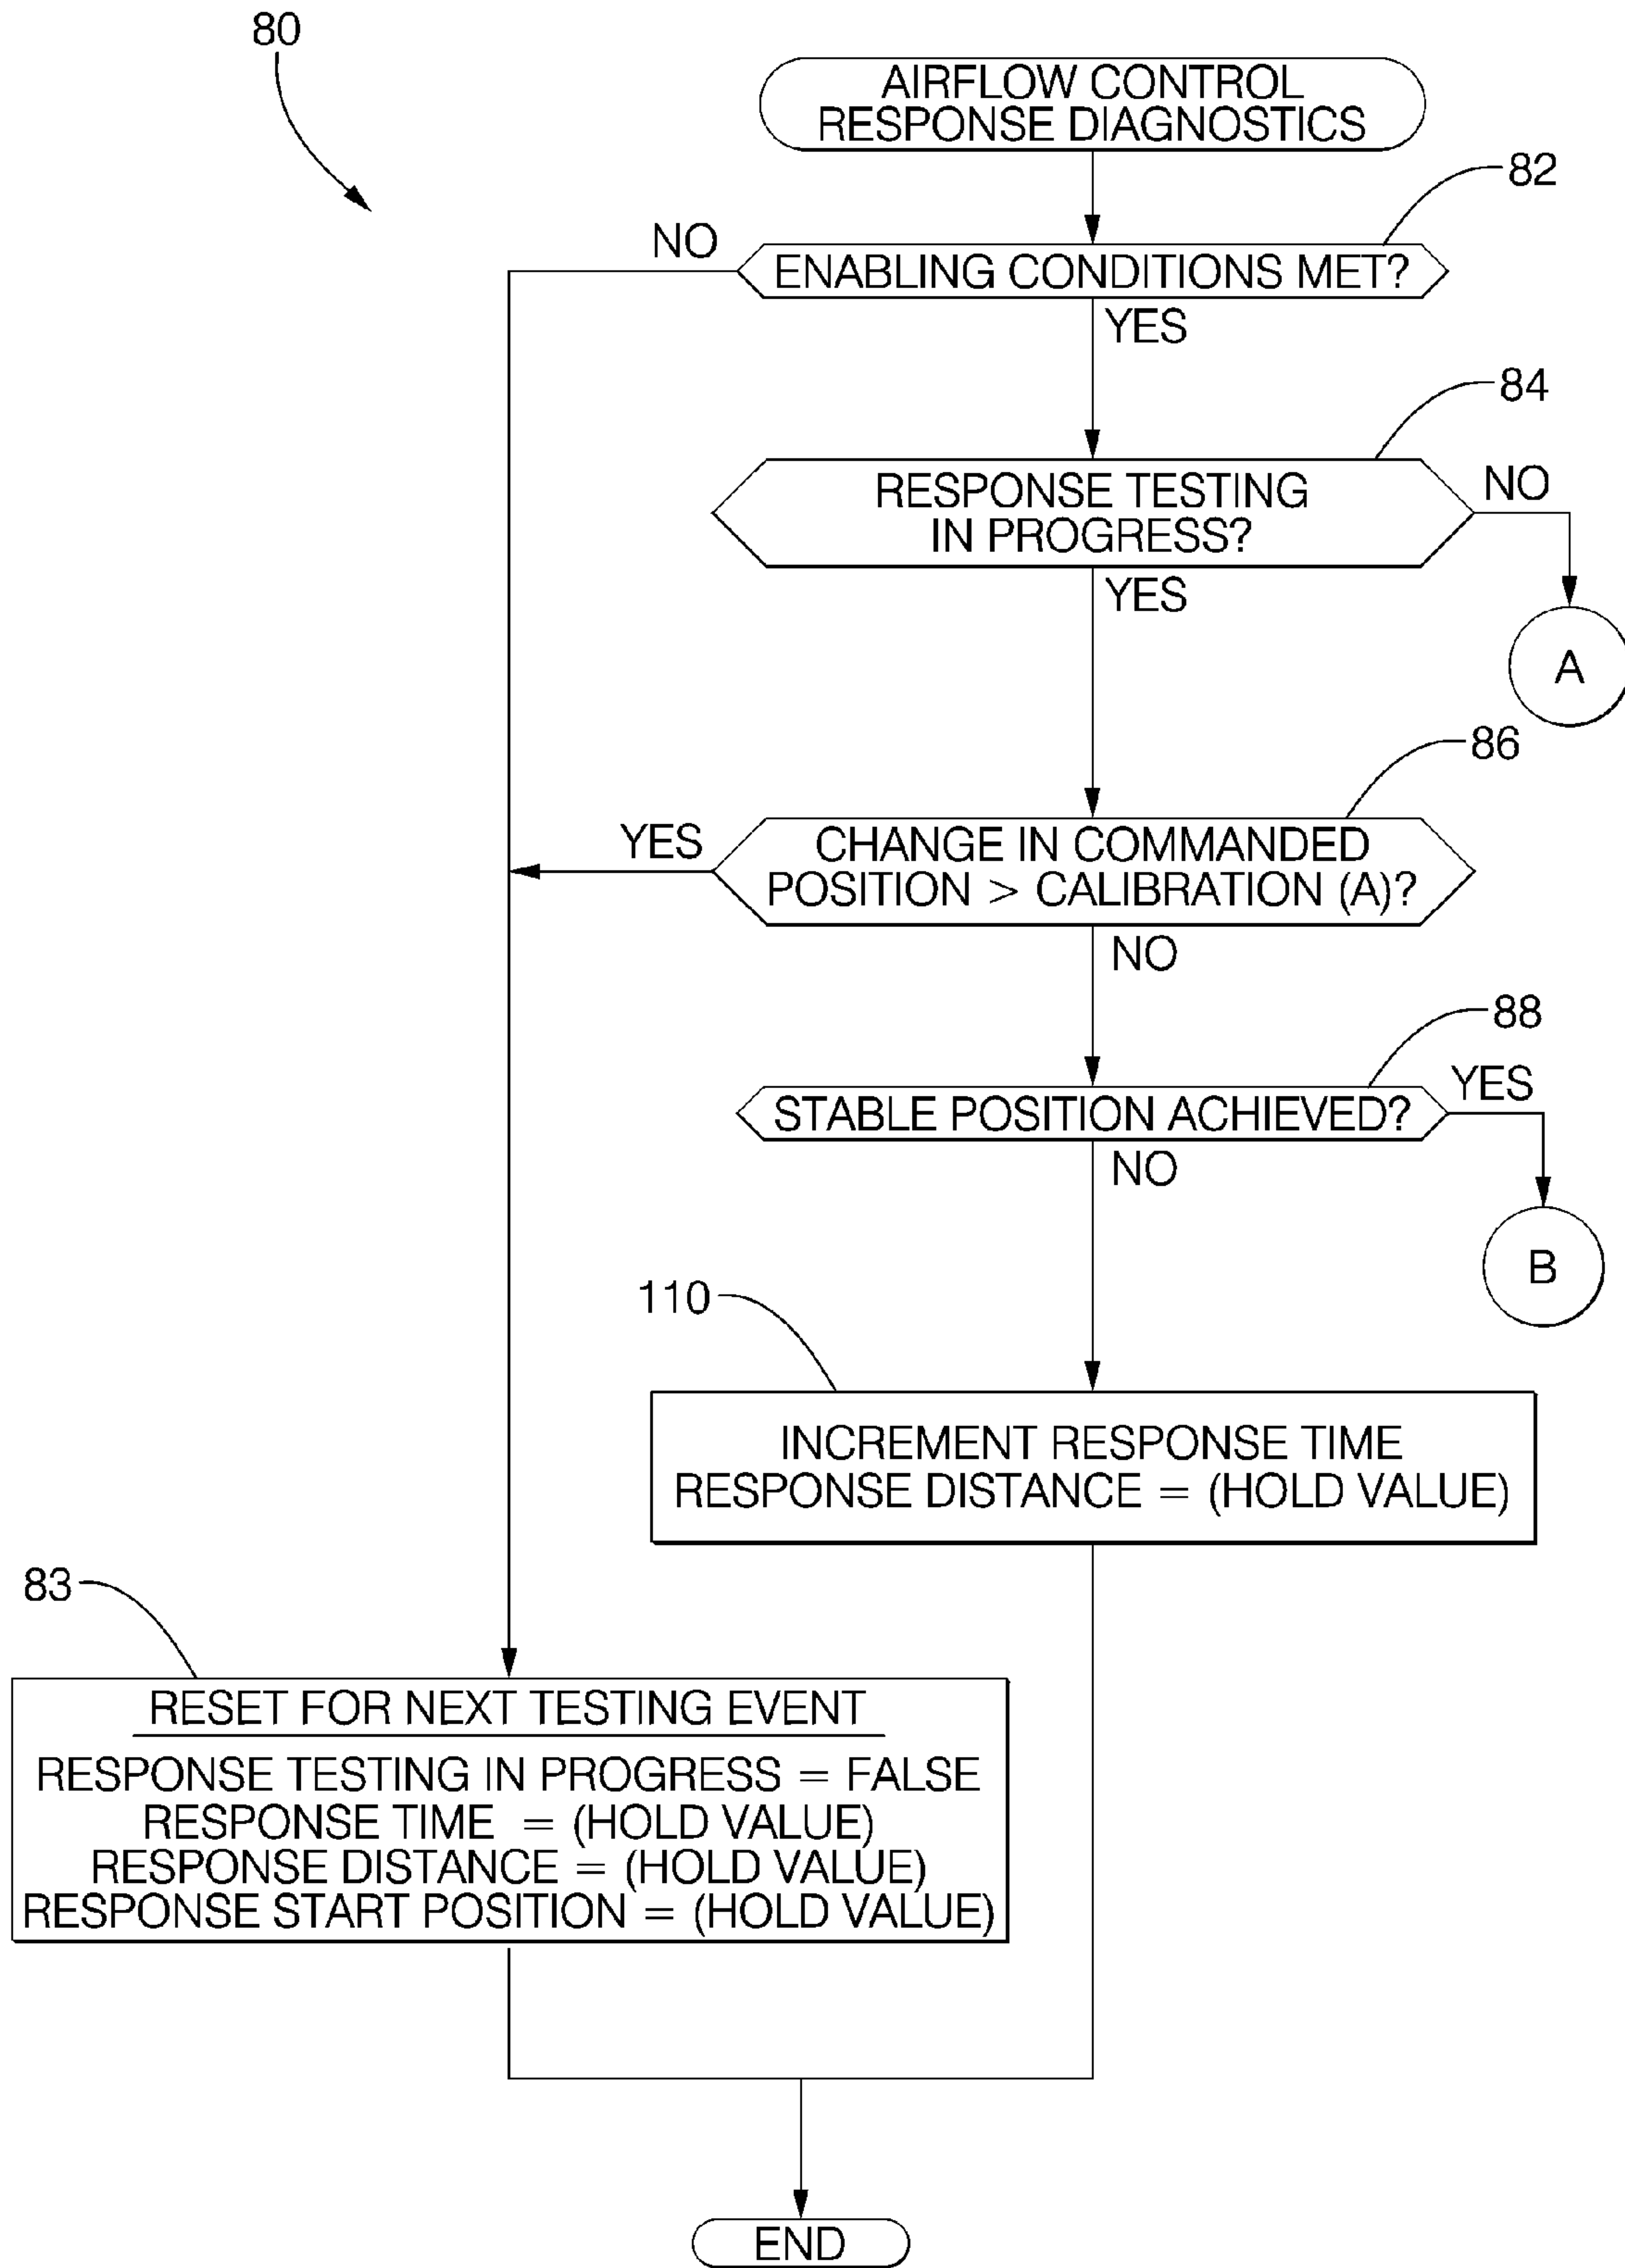 80
AIRFLOW CONTROL
RESPONSE DIAGNOSTICS
82
NO
ENABLING CONDITIONS MET?
YES
84
RESPONSE TESTING
IN PROGRESS?
NO
YES
A
86
YES
CHANGE IN COMMANDED
POSITION > CALIBRATION (A)?
NO
88
STABLE POSITION ACHIEVED?
YES
NO
B
110
INCREMENT RESPONSE TIME
RESPONSE DISTANCE = (HOLD VALUE)
83
RESET FOR NEXT TESTING EVENT
RESPONSE TESTING IN PROGRESS = FALSE
RESPONSE TIME = (HOLD VALUE)
RESPONSE DISTANCE = (HOLD VALUE)
RESPONSE START POSITION = (HOLD VALUE)
END